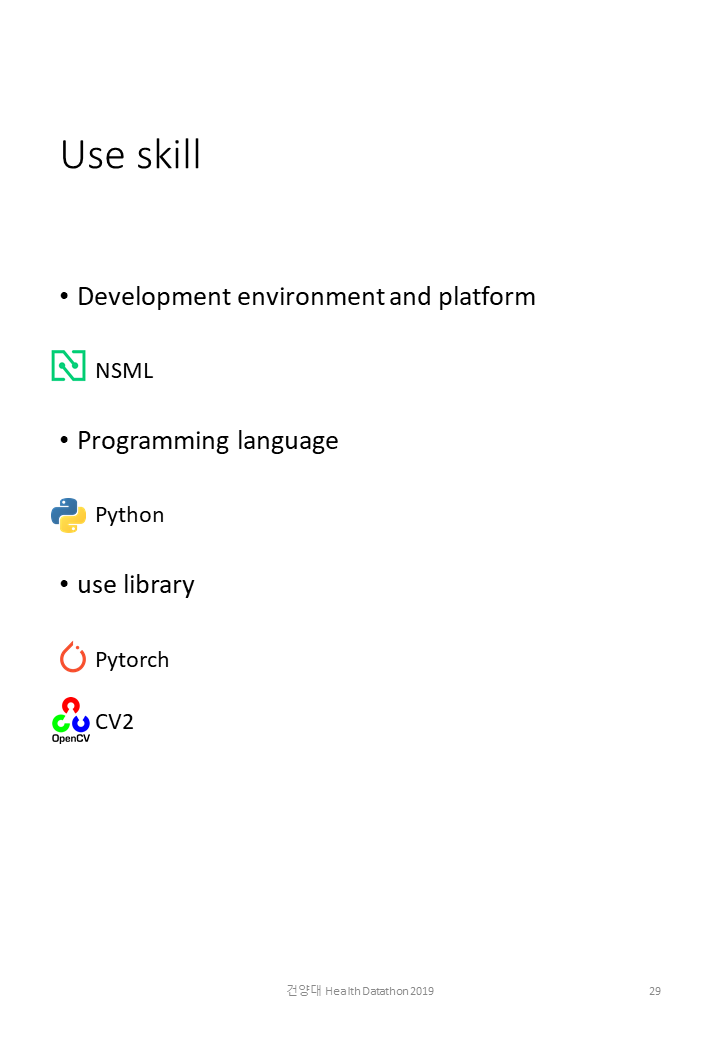 Use skill
• Development environment and platform
NSML
• Programming language
Python
• use library
Pytorch
OpenCV CV2
건양대 Health Datathon 2019 29